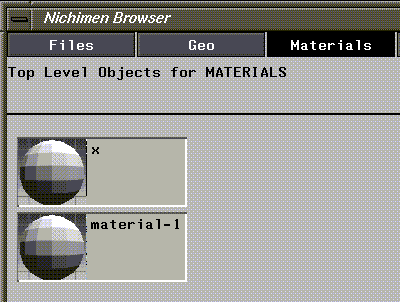 Nichimen Browser
Files Geo Materials
Top Level Objects for MATERIALS
x
material-1